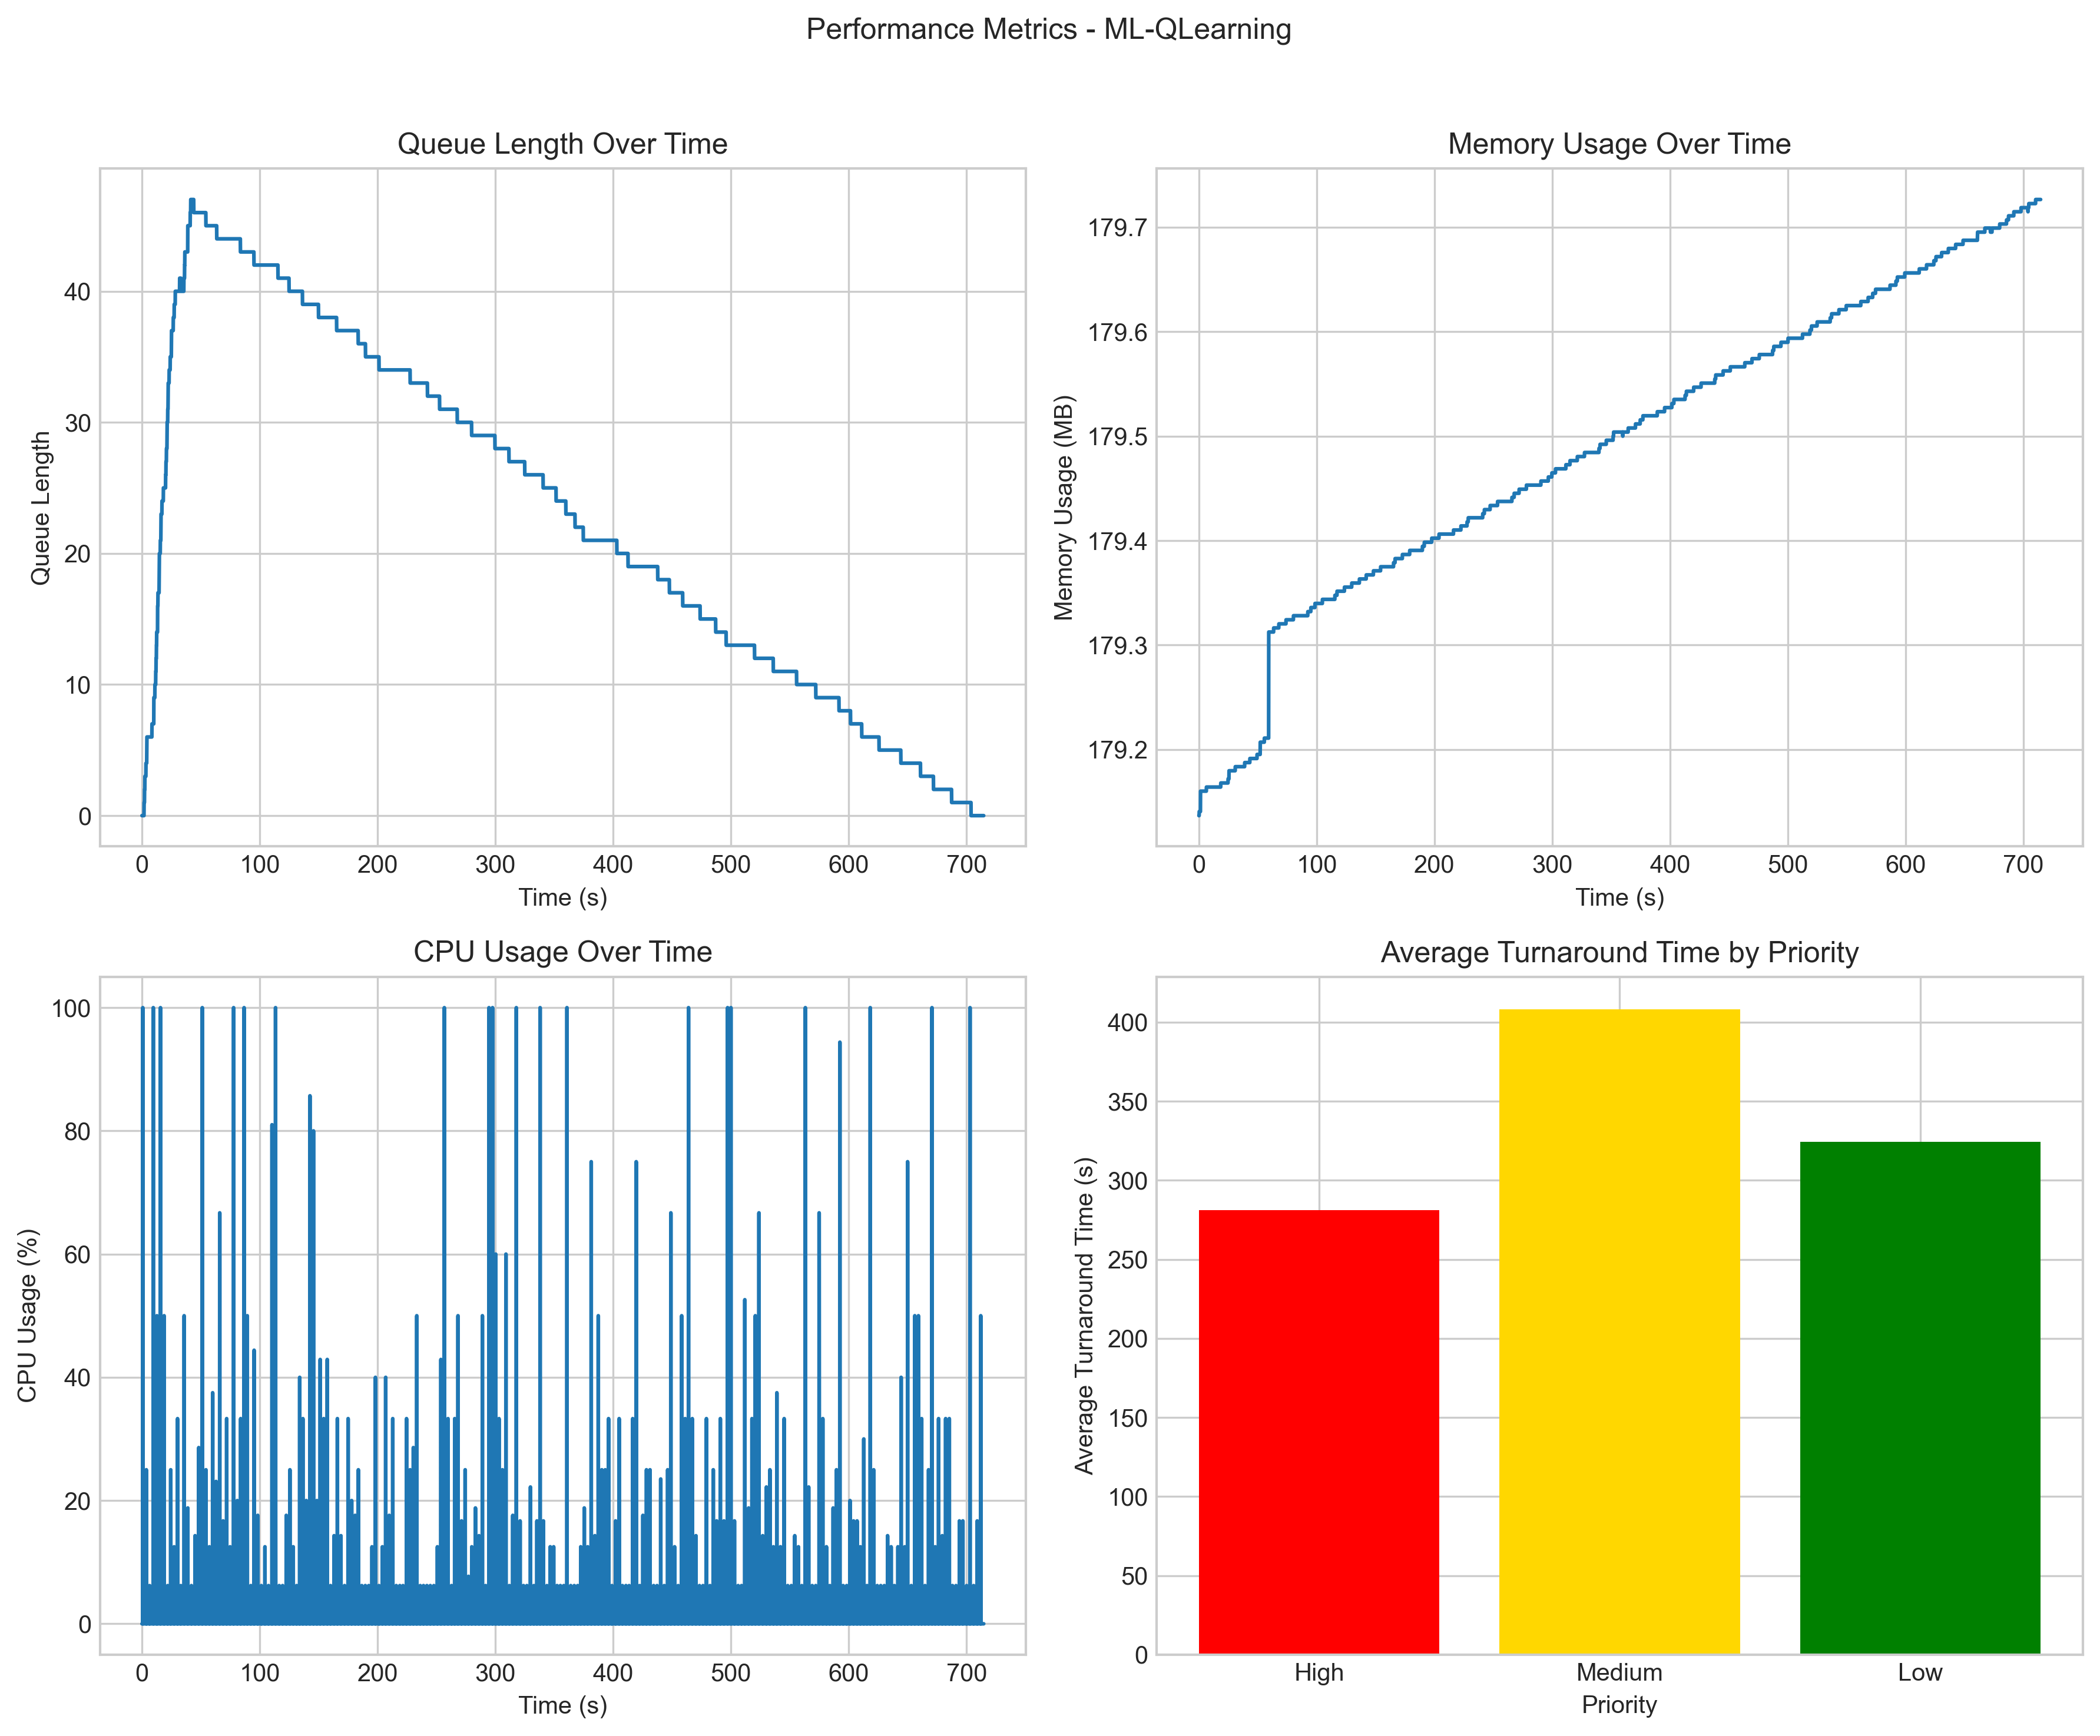 Performance Metrics - ML-QLearning
Queue Length Over Time
Queue Length
40
30
20
10
0
0 100 200 300 400 500 600 700
Time (s)
Memory Usage Over Time
Memory Usage (MB)
179.7
179.6
179.5
179.4
179.3
179.2
0 100 200 300 400 500 600 700
Time (s)
CPU Usage Over Time
CPU Usage (%)
100
80
60
40
20
0
0 100 200 300 400 500 600 700
Time (s)
Average Turnaround Time by Priority
Average Turnaround Time (s)
400
350
300
250
200
150
100
50
0
High Medium Low
Priority